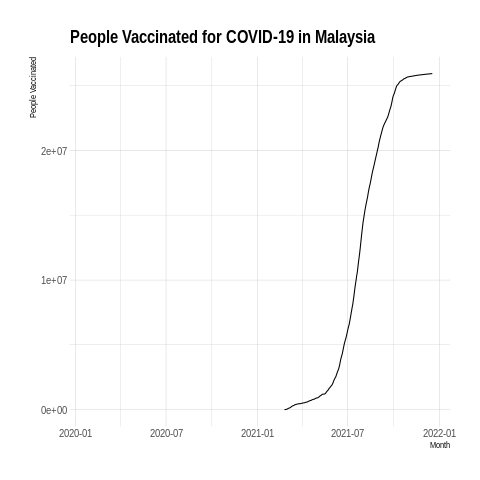 People Vaccinated for COVID-19 in Malaysia
People Vaccinated
2e+07
1e+07
0e+00
2020-01 2020-07 2021-01 2021-07 2022-01
Month